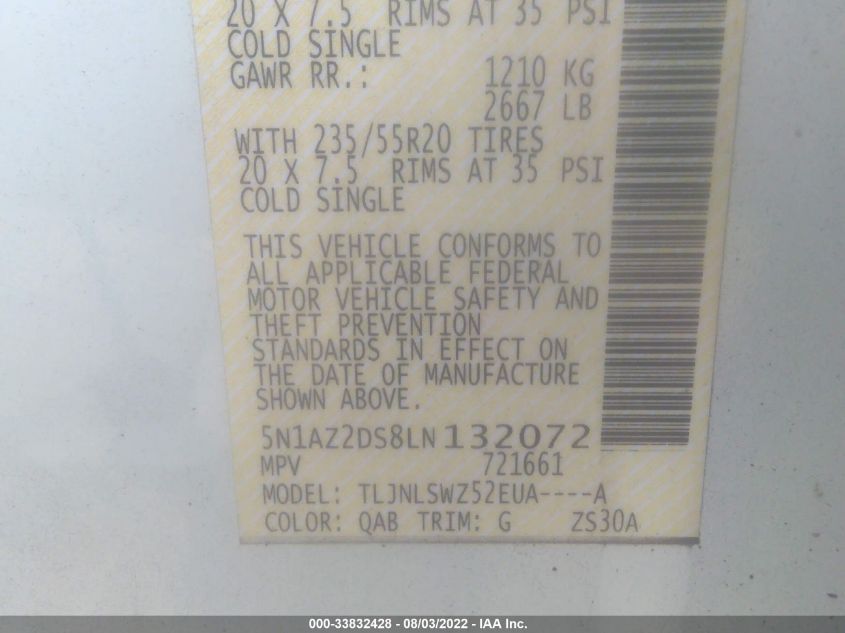 20 X 7.5 RIMS AT 35 PSI
COLD SINGLE
GAWR RR.: 1210 KG
2667 LB
WITH 235/55R20 TIRES
20 X 7.5 RIMS AT 35 PSI
COLD SINGLE
THIS VEHICLE CONFORMS TO
ALL APPLICABLE FEDERAL
MOTOR VEHICLE SAFETY AND
THEFT PREVENTION
STANDARDS IN EFFECT ON
THE DATE OF MANUFACTURE
SHOWN ABOVE.
5N1AZ2DS8LN 132072
MPV 721661
MODEL: TLJNLSWZ52EUA----A
COLOR: QAB TRIM: G ZS30A
000-33832428 - 08/03/2022 - IAA Inc.